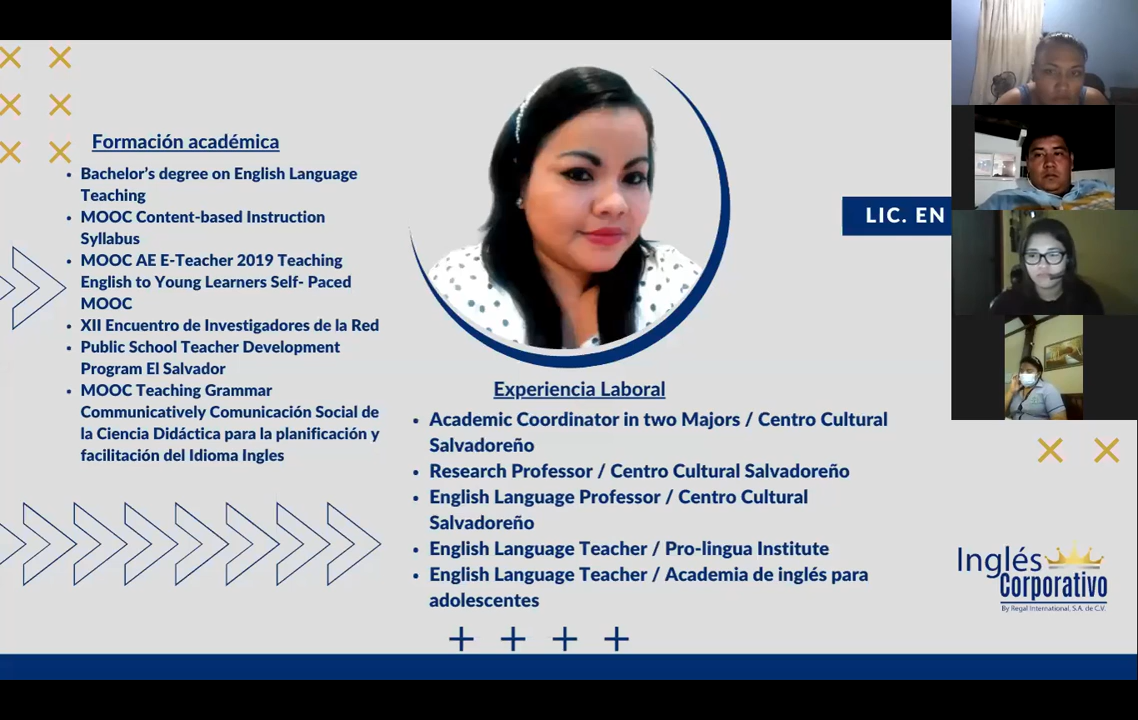 Formación académica
Bachelor's degree on English Language
Teaching
MOOC Content-based Instruction
Syllabus
MOOC AE E-Teacher 2019 Teaching
English to Young Learners Self- Paced
MOOC
XII Encuentro de Investigadores de la Red
Public School Teacher Development
Program El Salvador
MOOC Teaching Grammar
Communicatively Comunicación Social de
la Ciencia Didáctica para la planificación y
facilitación del Idioma Ingles
LIC. EN
Experiencia Laboral
Academic Coordinator in two Majors / Centro Cultural
Salvadoreño
Research Professor / Centro Cultural Salvadoreño
English Language Professor / Centro Cultural
Salvadoreño
English Language Teacher / Pro-lingua Institute
English Language Teacher / Academia de inglés para
adolescentes
Inglés
Corporativo
By Regal International, S.A. de C.V.